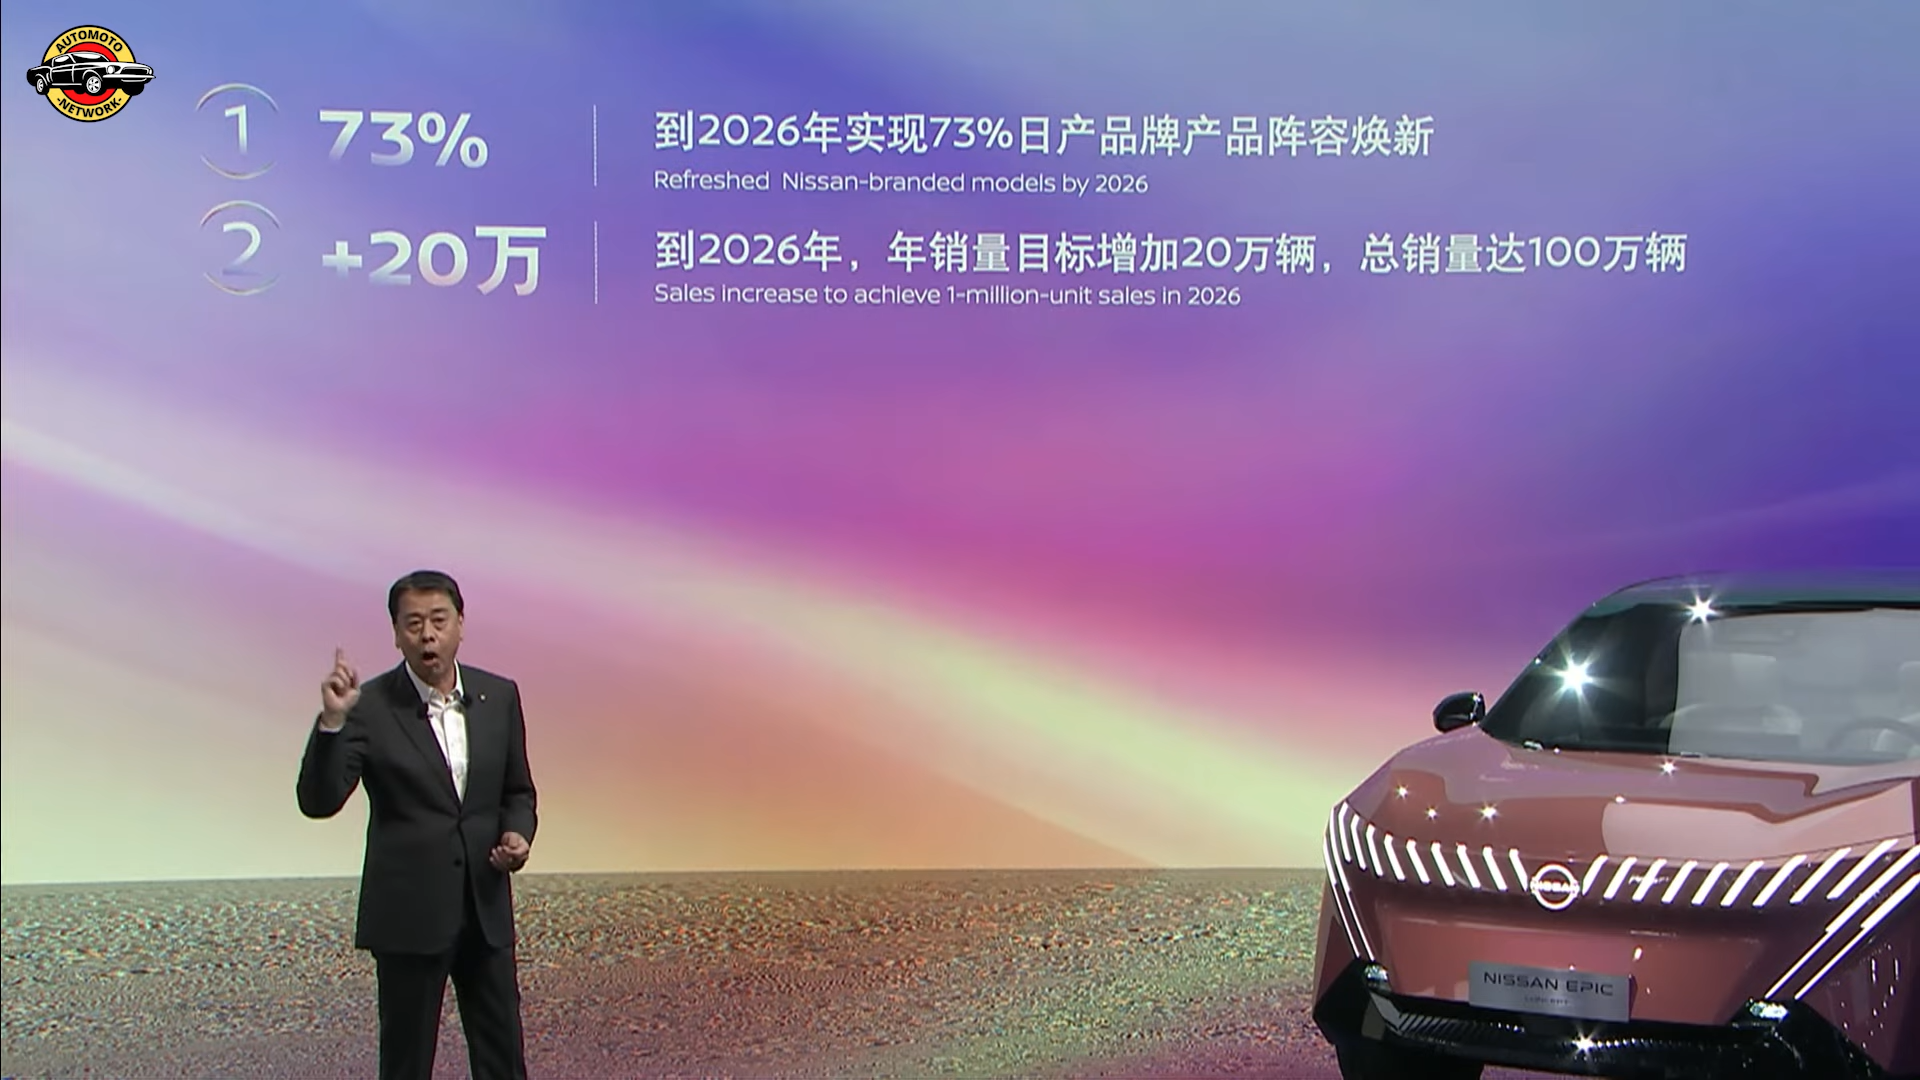 AUTOMOTO
-NETWORK-
1 73% 到2026年实现73%日产品牌产品阵容焕新
Refreshed Nissan-branded models by 2026
2 +20万 到2026年，年销量目标增加20万辆，总销量达100万辆
Sales increase to achieve 1-million-unit sales in 2026
NISSAN
NISSAN EPIC
CONCEPT